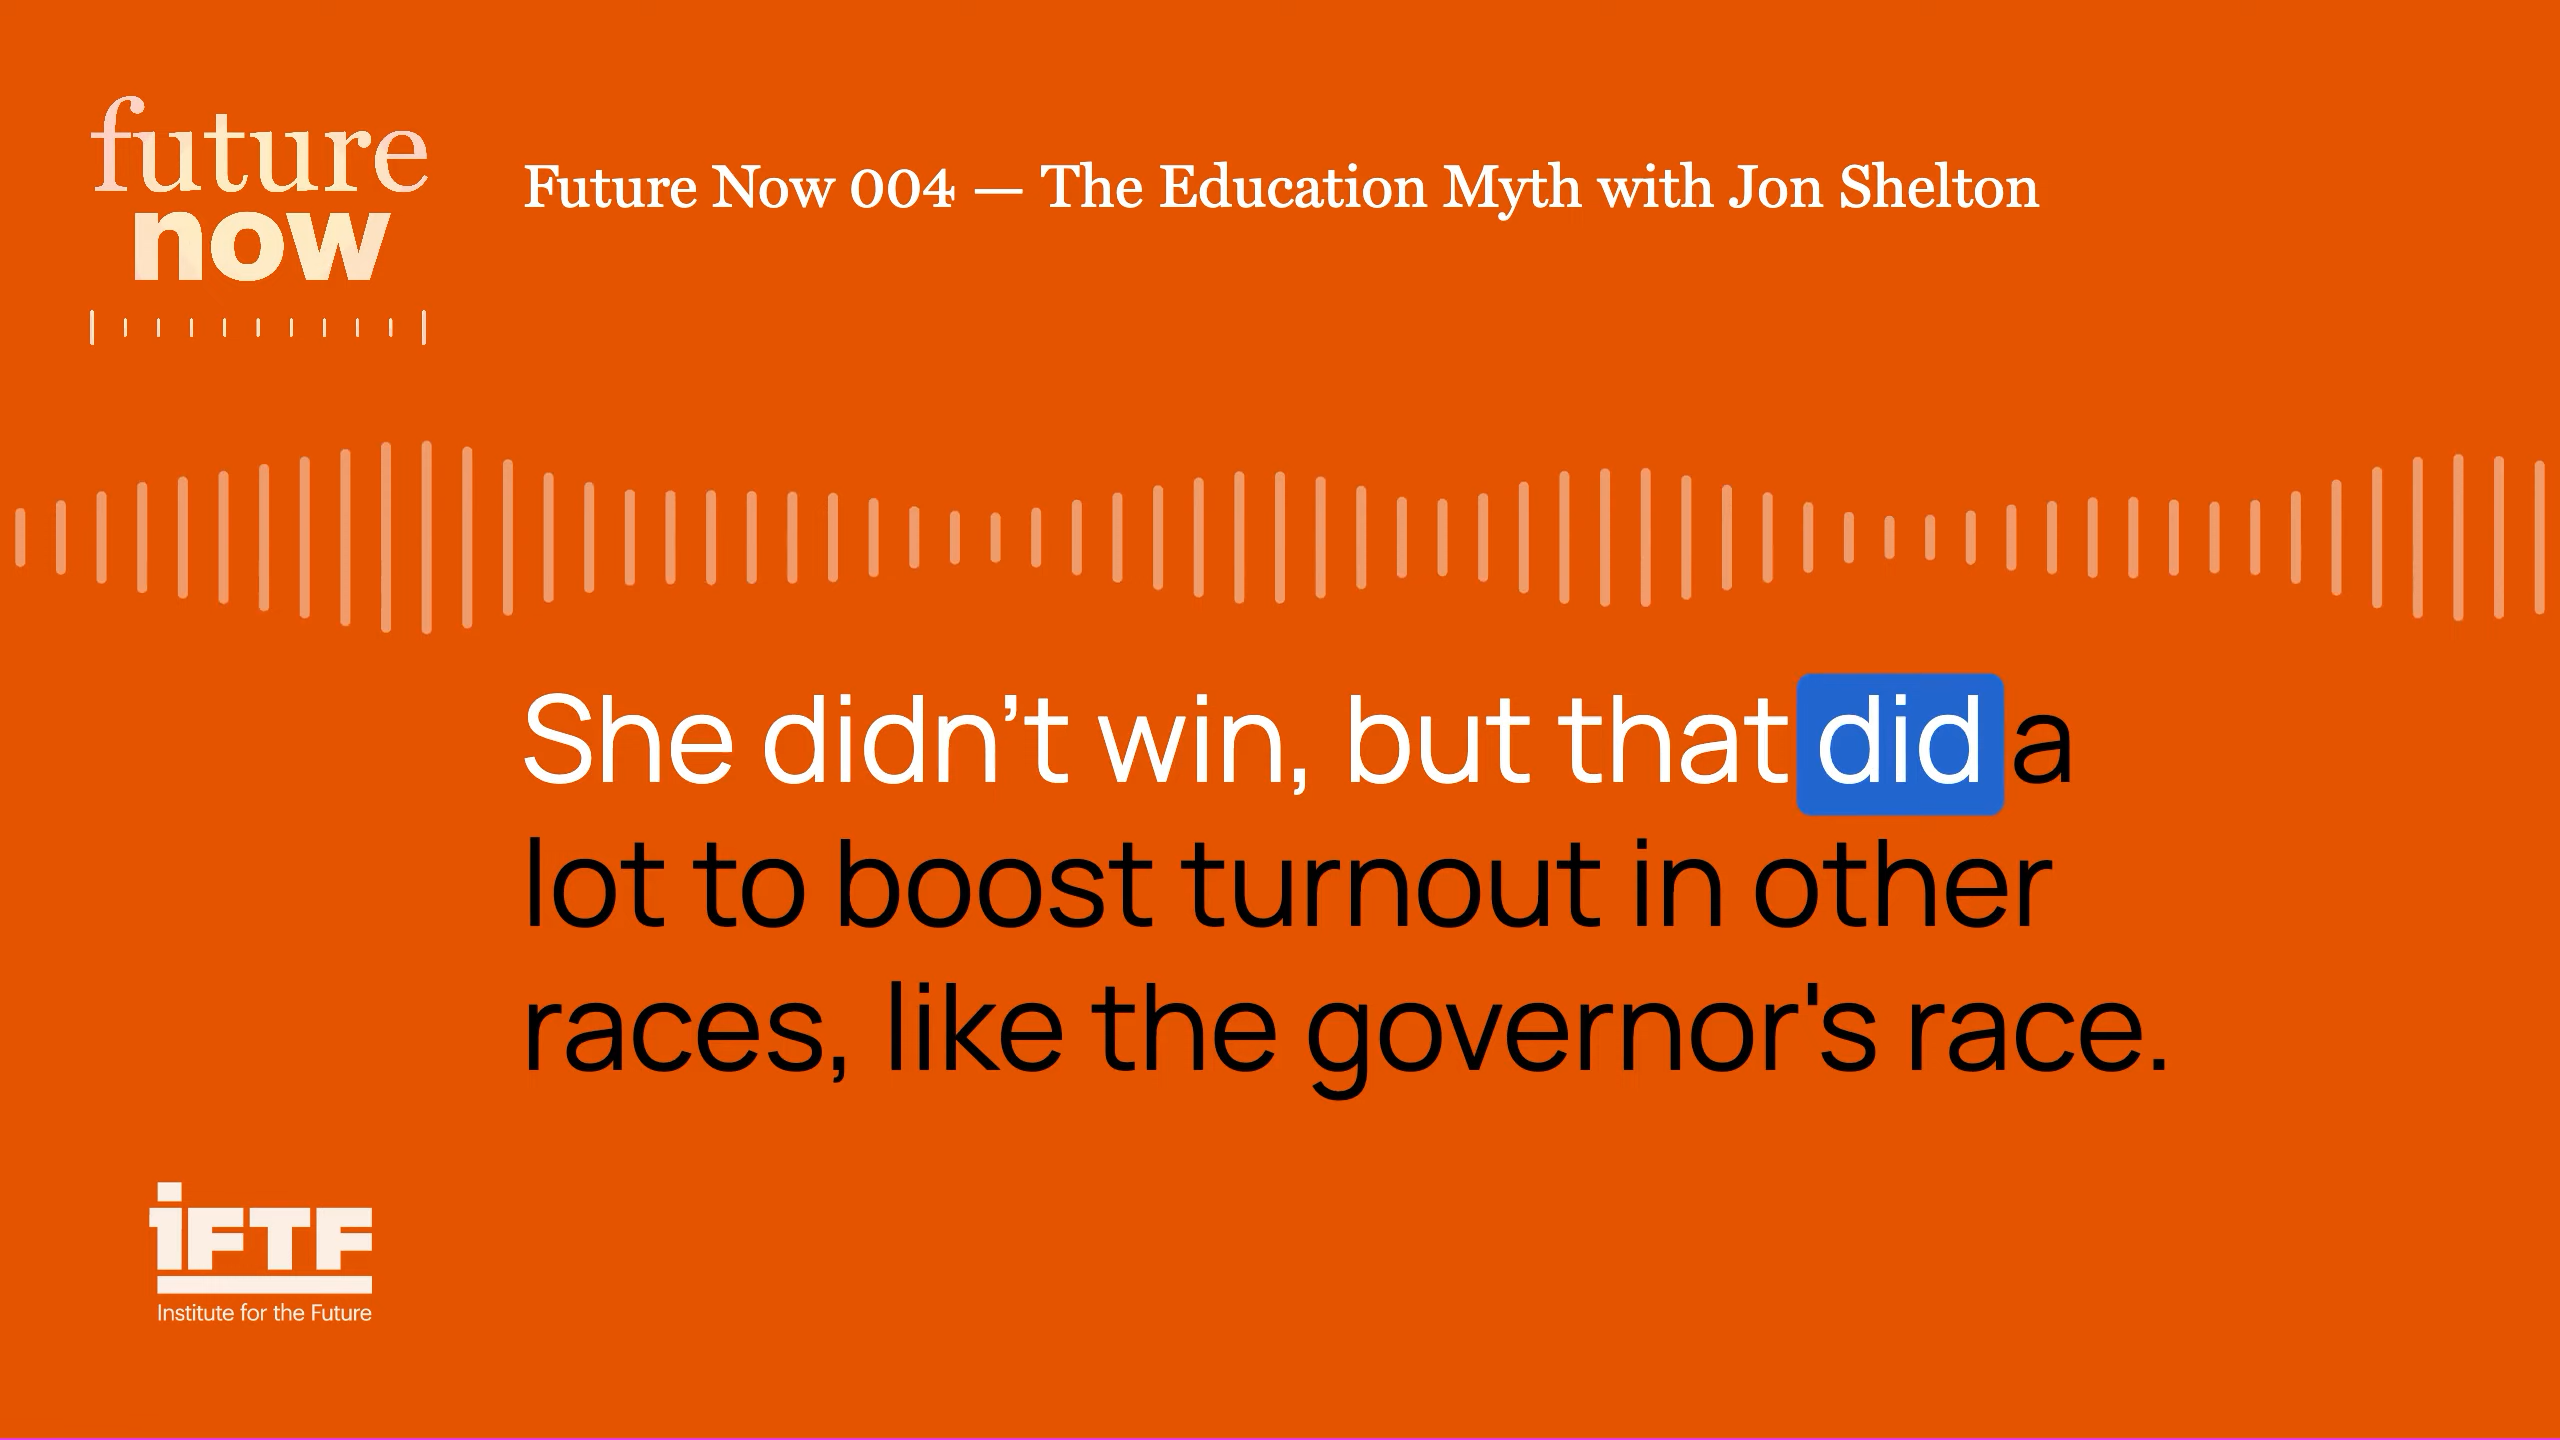 future
now
Future Now 004 — The Education Myth with Jon Shelton
She didn’t win, but that did a
lot to boost turnout in other
races, like the governor's race.
iFTF
Institute for the Future